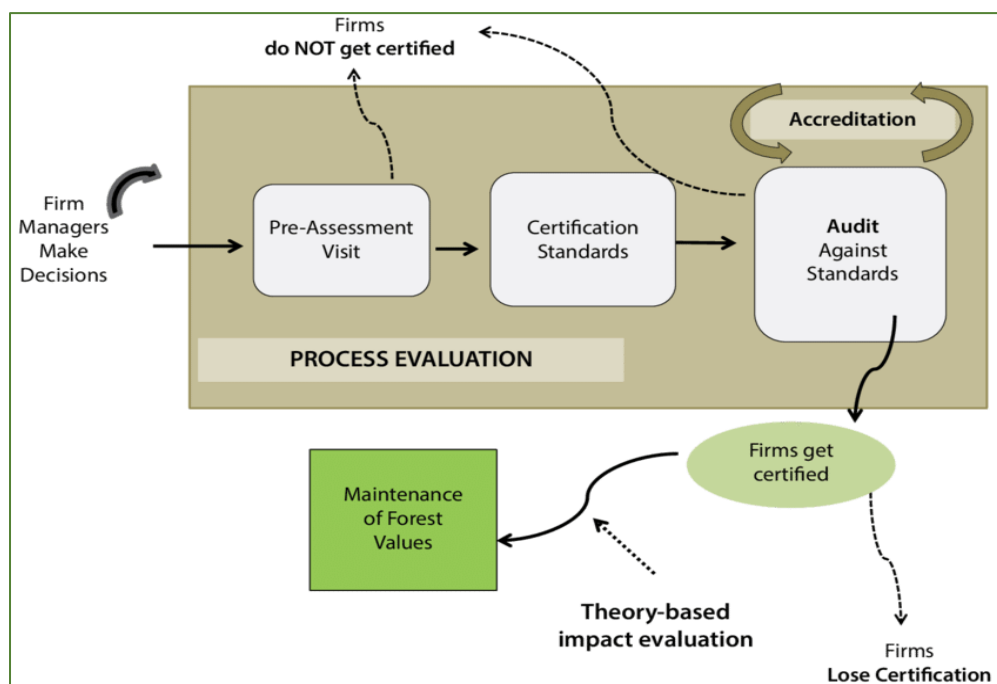 Firms
do NOT get certified
Accreditation
Firm
Managers
Make
Decisions
Pre-Assessment
Visit
Certification
Standards
Audit
Against
Standards
PROCESS EVALUATION
Firms get
certified
Maintenance
of Forest
Values
Theory-based
impact evaluation
Firms
Lose Certification